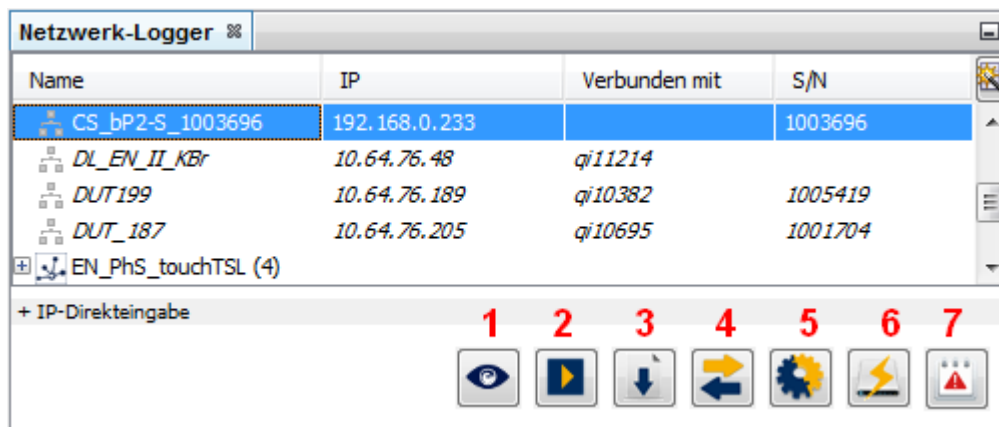 Netzwerk-Logger
Name IP Verbunden mit S/N
CS_bP2-S_1003696 192.168.0.233 1003696
DL_EN_II_KBr 10.64.76.48 qi11214
DUT199 10.64.76.189 qi10382 1005419
DUT_187 10.64.76.205 qi10695 1001704
EN_PhS_touchTSL (4)
+ IP-Direkteingabe
1 2 3 4 5 6 7